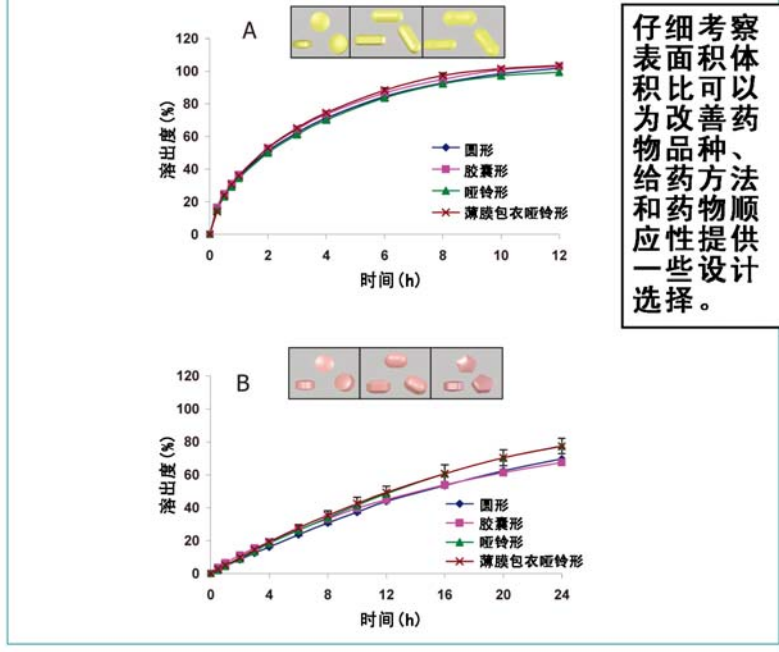 A
120
100
80
60
40
20
0
溶出度(%)
圆形
胶囊形
哑铃形
薄膜包衣哑铃形
0 2 4 6 8 10 12
时间(h)
仔细考察
表面积体
积比可以
为改善药
物品种、
给药方法
和药物顺
应性提供
一些设计
选择。
B
120
100
80
60
40
20
0
溶出度(%)
圆形
胶囊形
哑铃形
薄膜包衣哑铃形
0 4 8 12 16 20 24
时间(h)